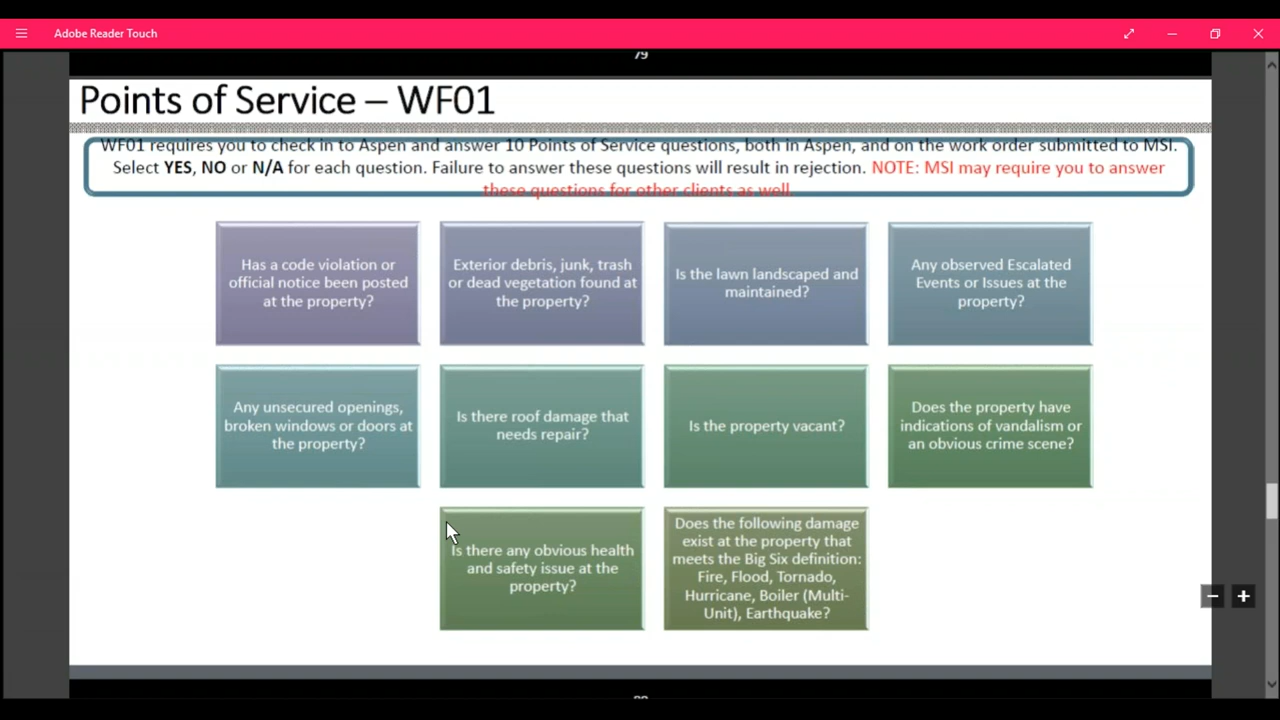 Adobe Reader Touch
79
Points of Service – WF01
WF01 requires you to check in to Aspen and answer 10 Points of Service questions, both in Aspen, and on the work order submitted to MSI.
Select YES, NO or N/A for each question. Failure to answer these questions will result in rejection. NOTE: MSI may require you to answer
these questions for other clients as well.
Has a code violation or
official notice been posted
at the property?
Exterior debris, junk, trash
or dead vegetation found at
the property?
Is the lawn landscaped and
maintained?
Any observed Escalated
Events or Issues at the
property?
Any unsecured openings,
broken windows or doors at
the property?
Is there roof damage that
needs repair?
Is the property vacant?
Does the property have
indications of vandalism or
an obvious crime scene?
Is there any obvious health
and safety issue at the
property?
Does the following damage
exist at the property that
meets the Big Six definition:
Fire, Flood, Tornado,
Hurricane, Boiler (Multi-
Unit), Earthquake?